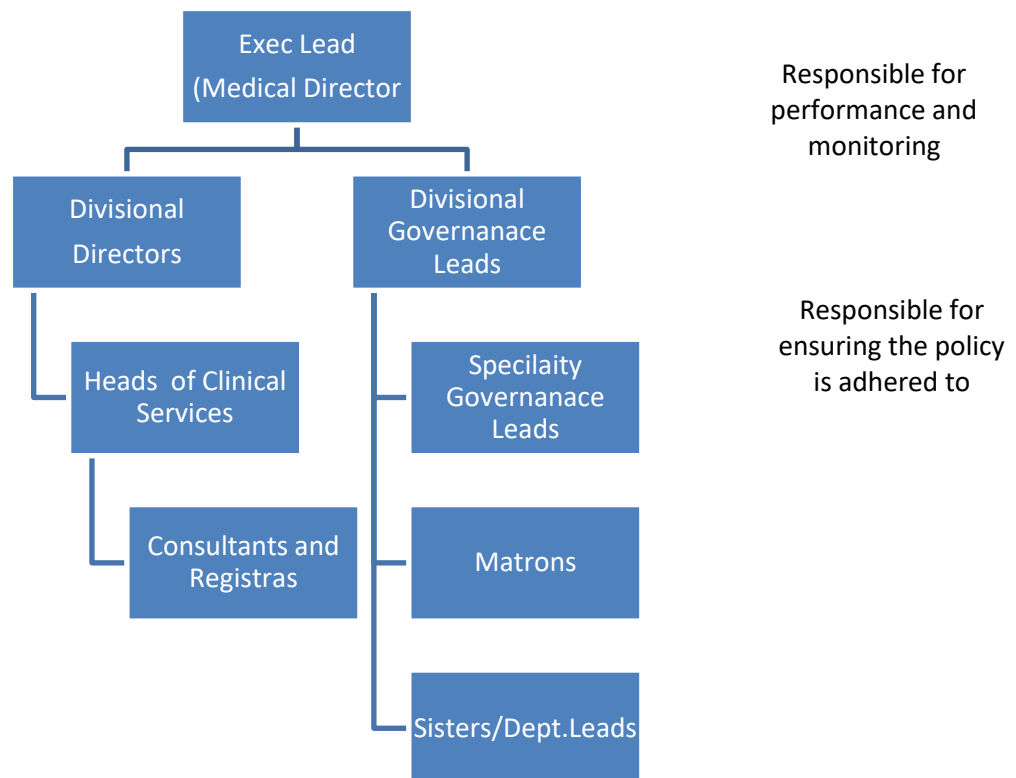 Exec Lead
(Medical Director
Responsible for
performance and
monitoring
Divisional
Directors
Divisional
Governanace
Leads
Responsible for
ensuring the policy
is adhered to
Heads  of Clinical
Services
Specilaity
Governanace
Leads
Consultants and
Registras
Matrons
Sisters/Dept.Leads